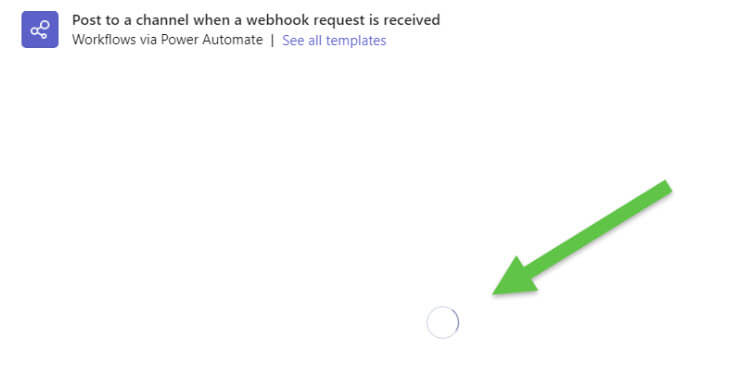 Post to a channel when a webhook request is received
Workflows via Power Automate | See all templates